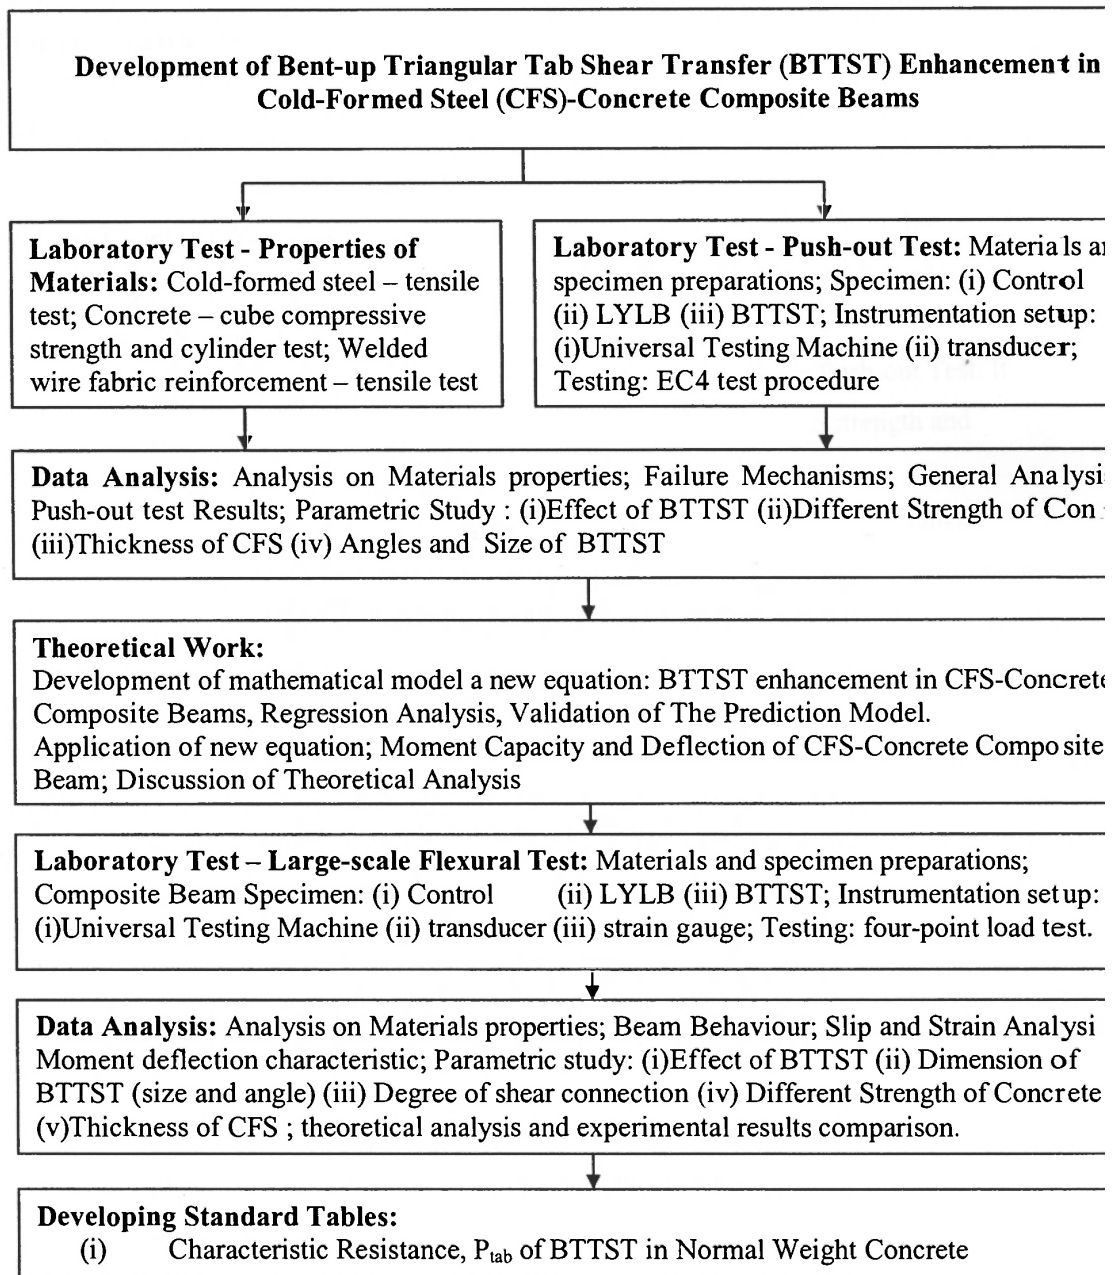 Development of Bent-up Triangular Tab Shear Transfer (BTTST) Enhancement in
Cold-Formed Steel (CFS)-Concrete Composite Beams
Laboratory Test - Properties of
Materials: Cold-formed steel – tensile
test; Concrete – cube compressive
strength and cylinder test; Welded
wire fabric reinforcement – tensile test
Laboratory Test - Push-out Test: Materials an
specimen preparations; Specimen: (i) Control
(ii) LYLB (iii) BTTST; Instrumentation setup:
(i)Universal Testing Machine (ii) transducer;
Testing: EC4 test procedure
Data Analysis: Analysis on Materials properties; Failure Mechanisms; General Analysi
Push-out test Results; Parametric Study : (i)Effect of BTTST (ii)Different Strength of Con
(iii)Thickness of CFS (iv) Angles and Size of BTTST
Theoretical Work:
Development of mathematical model a new equation: BTTST enhancement in CFS-Concrete
Composite Beams, Regression Analysis, Validation of The Prediction Model.
Application of new equation; Moment Capacity and Deflection of CFS-Concrete Composite
Beam; Discussion of Theoretical Analysis
Laboratory Test – Large-scale Flexural Test: Materials and specimen preparations;
Composite Beam Specimen: (i) Control (ii) LYLB (iii) BTTST; Instrumentation setup:
(i)Universal Testing Machine (ii) transducer (iii) strain gauge; Testing: four-point load test.
Data Analysis: Analysis on Materials properties; Beam Behaviour; Slip and Strain Analysi
Moment deflection characteristic; Parametric study: (i)Effect of BTTST (ii) Dimension of
BTTST (size and angle) (iii) Degree of shear connection (iv) Different Strength of Concrete
(v)Thickness of CFS ; theoretical analysis and experimental results comparison.
Developing Standard Tables:
(i) Characteristic Resistance, Ptab of BTTST in Normal Weight Concrete